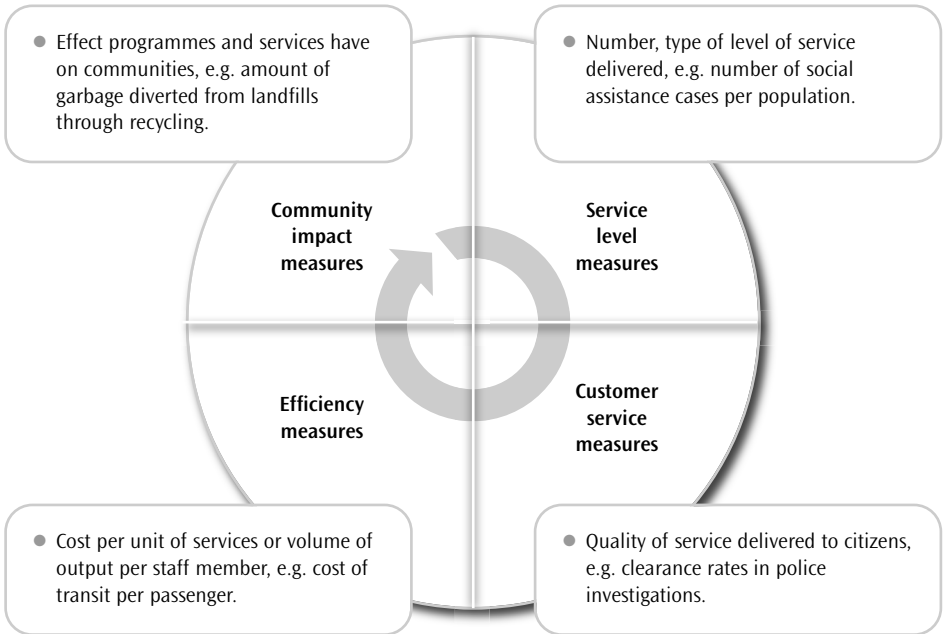 ● Effect programmes and services have
on communities, e.g. amount of
garbage diverted from landfills
through recycling.
● Number, type of level of service
delivered, e.g. number of social
assistance cases per population.
Community
impact
measures
Service
level
measures
Efficiency
measures
Customer
service
measures
● Cost per unit of services or volume of
output per staff member, e.g. cost of
transit per passenger.
● Quality of service delivered to citizens,
e.g. clearance rates in police
investigations.